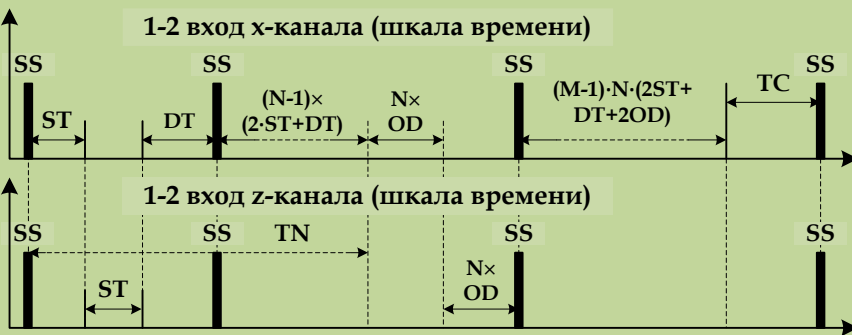 1-2 вход x-канала (шкала времени)
SS SS SS SS
ST DT (N-1)× N× (M-1)·N·(2ST+ TC
(2·ST+DT) OD DT+2OD)
1-2 вход z-канала (шкала времени)
SS SS TN SS SS
ST N×
OD